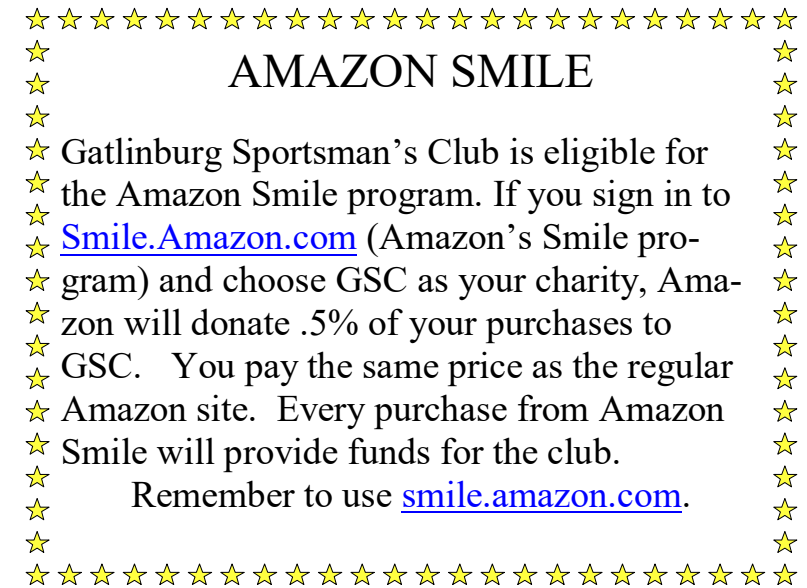 AMAZON SMILE
Gatlinburg Sportsman’s Club is eligible for
the Amazon Smile program. If you sign in to
Smile.Amazon.com (Amazon’s Smile pro-
gram) and choose GSC as your charity, Ama-
zon will donate .5% of your purchases to
GSC.   You pay the same price as the regular
Amazon site.  Every purchase from Amazon
Smile will provide funds for the club.
Remember to use smile.amazon.com.